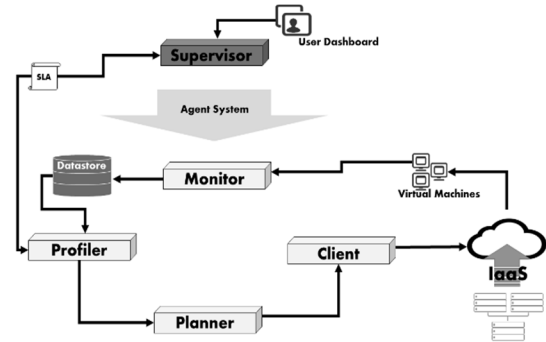 User Dashboard
Supervisor
SLA
Agent System
Datastore
Monitor
Virtual Machines
Profiler
Client
IaaS
Planner